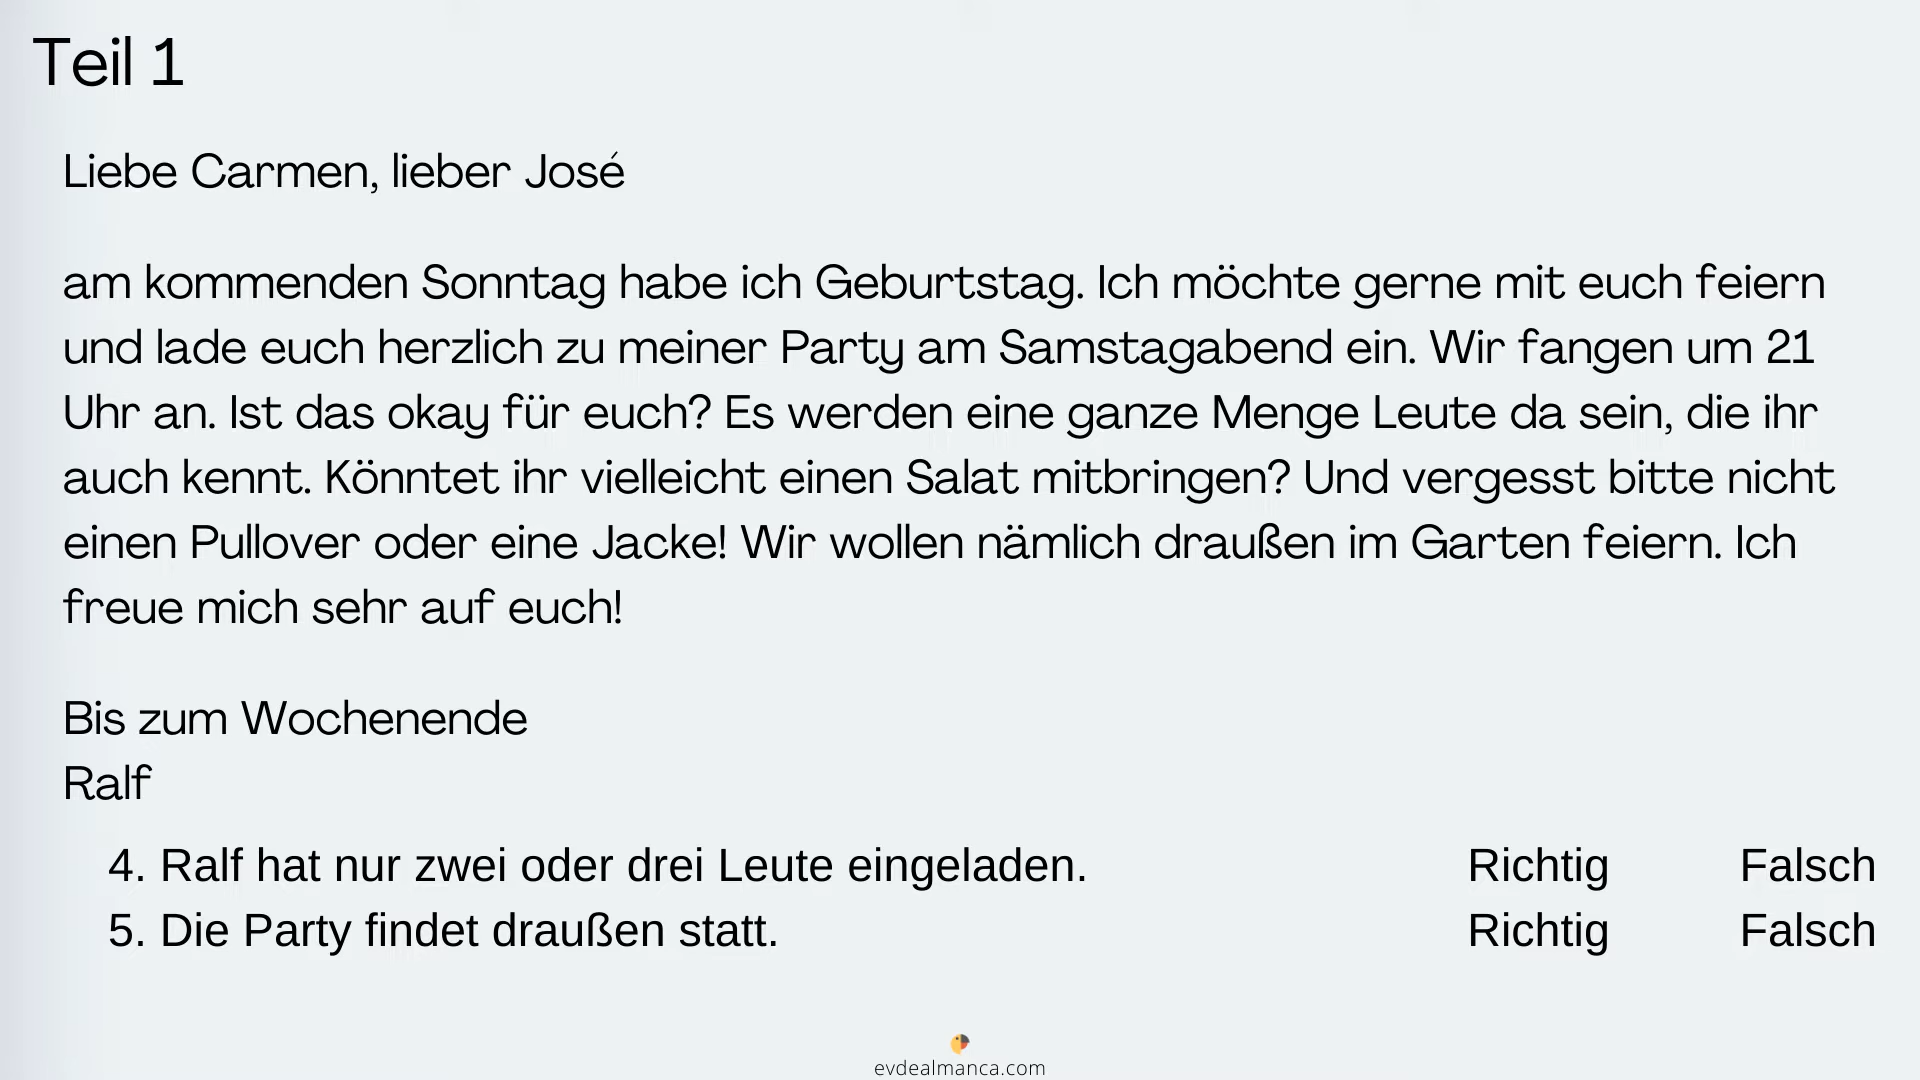 Teil 1
Liebe Carmen, lieber José
am kommenden Sonntag habe ich Geburtstag. Ich möchte gerne mit euch feiern
und lade euch herzlich zu meiner Party am Samstagabend ein. Wir fangen um 21
Uhr an. Ist das okay für euch? Es werden eine ganze Menge Leute da sein, die ihr
auch kennt. Könntet ihr vielleicht einen Salat mitbringen? Und vergesst bitte nicht
einen Pullover oder eine Jacke! Wir wollen nämlich draußen im Garten feiern. Ich
freue mich sehr auf euch!
Bis zum Wochenende
Ralf
4. Ralf hat nur zwei oder drei Leute eingeladen. Richtig Falsch
5. Die Party findet draußen statt. Richtig Falsch
evdealmanca.com